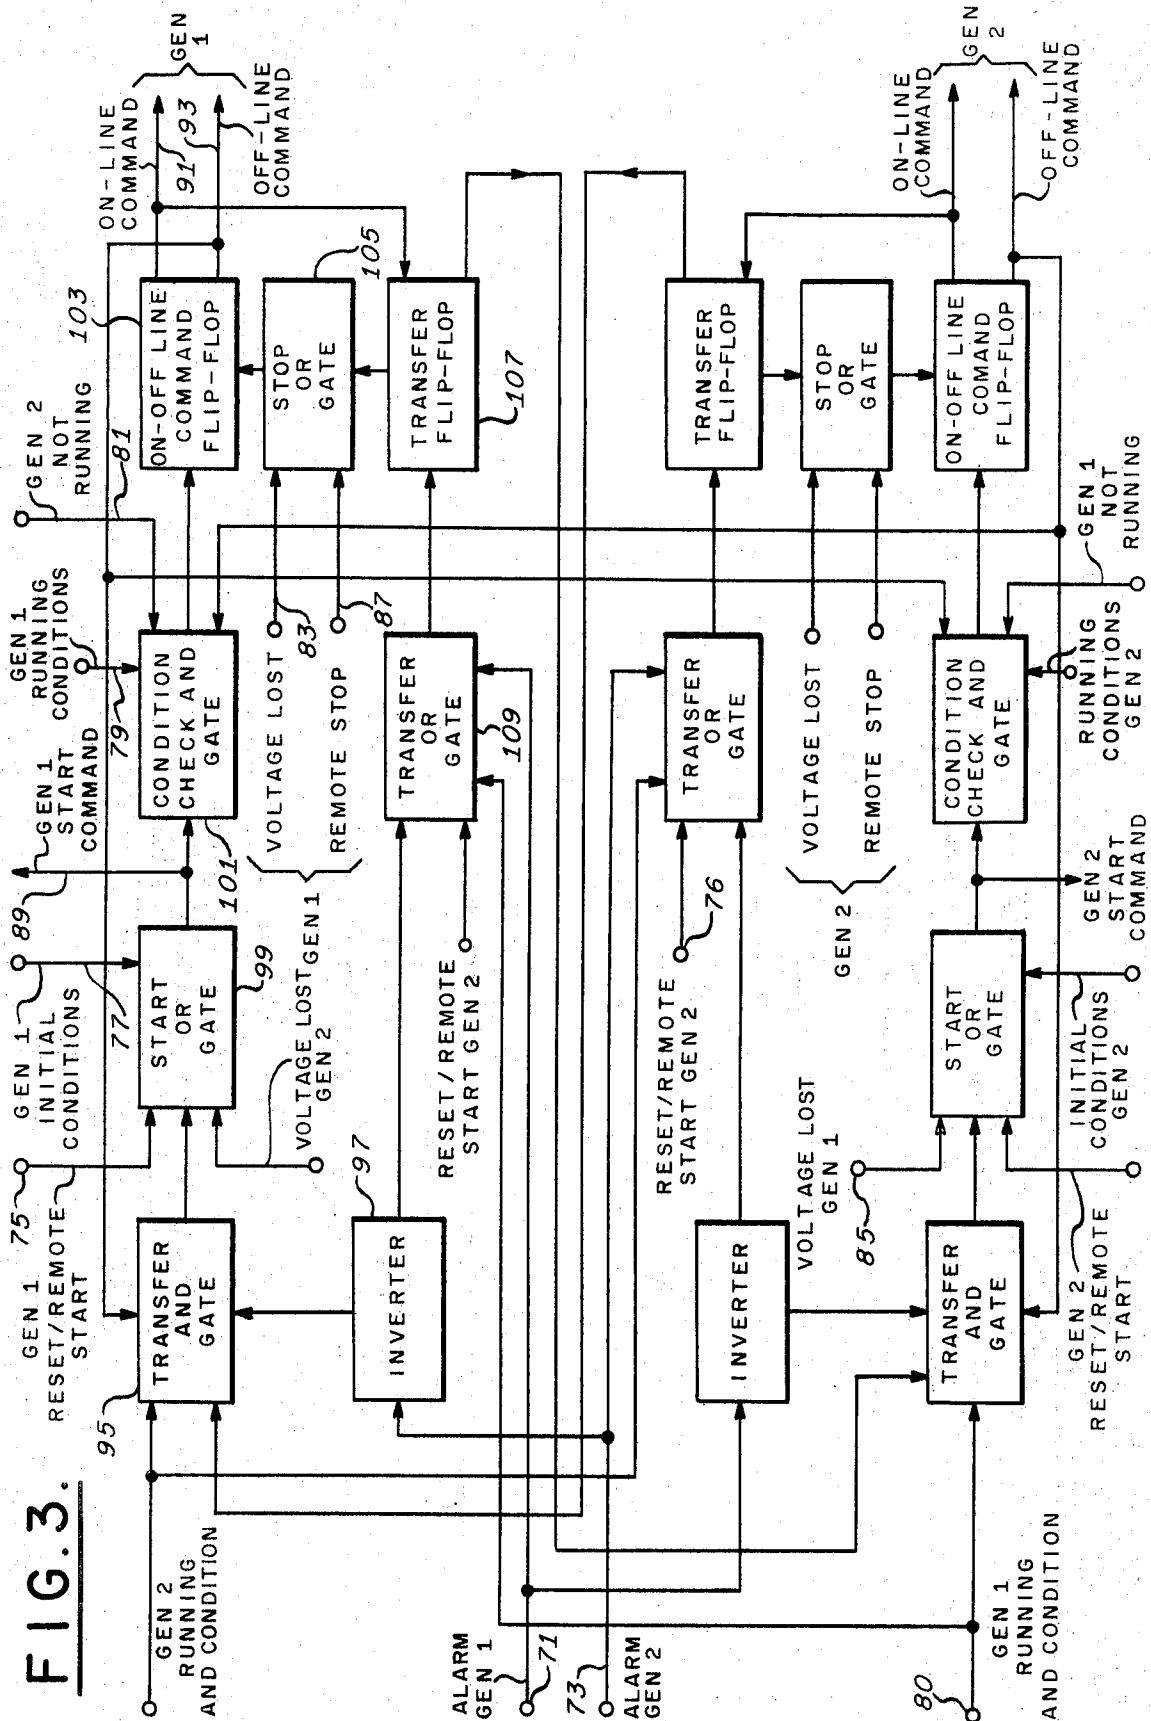 FIG.3.
GEN 2
RUNNING
AND CONDITION
95
GEN 1
RESET/REMOTE
START
75
GEN 1
INITIAL
CONDITIONS
77
89
GEN 1
START
COMMAND
79
GEN 1
RUNNING
CONDITIONS
GEN 2
NOT
RUNNING
81
103
ON-LINE
COMMAND
91
93
OFF-LINE
COMMAND
GEN
1
TRANSFER
AND
GATE
START
OR
GATE
99
CONDITION
CHECK AND
GATE
101
ON-OFF LINE
COMMAND
FLIP-FLOP
VOLTAGE LOST
GEN 2
GEN 1
VOLTAGE LOST
83
REMOTE STOP
87
STOP
OR
GATE
105
97
INVERTER
RESET/REMOTE
START GEN 2
TRANSFER
OR
GATE
109
TRANSFER
FLIP-FLOP
107
ALARM
GEN 1
71
73
ALARM
GEN 2
RESET/REMOTE
START GEN 2
76
TRANSFER
OR
GATE
TRANSFER
FLIP-FLOP
INVERTER
VOLTAGE LOST
GEN 1
85
GEN 2
VOLTAGE LOST
REMOTE STOP
STOP
OR
GATE
80
GEN 1
RUNNING
AND CONDITION
TRANSFER
AND
GATE
START
OR
GATE
CONDITION
CHECK AND
GATE
ON-OFF LINE
COMAND
FLIP-FLOP
ON-LINE
COMMAND
OFF-LINE
COMMAND
GEN
2
GEN 2
RESET/REMOTE
START
INITIAL
CONDITIONS
GEN 2
GEN 2
START
COMMAND
RUNNING
CONDITIONS
GEN 2
GEN 1
NOT
RUNNING